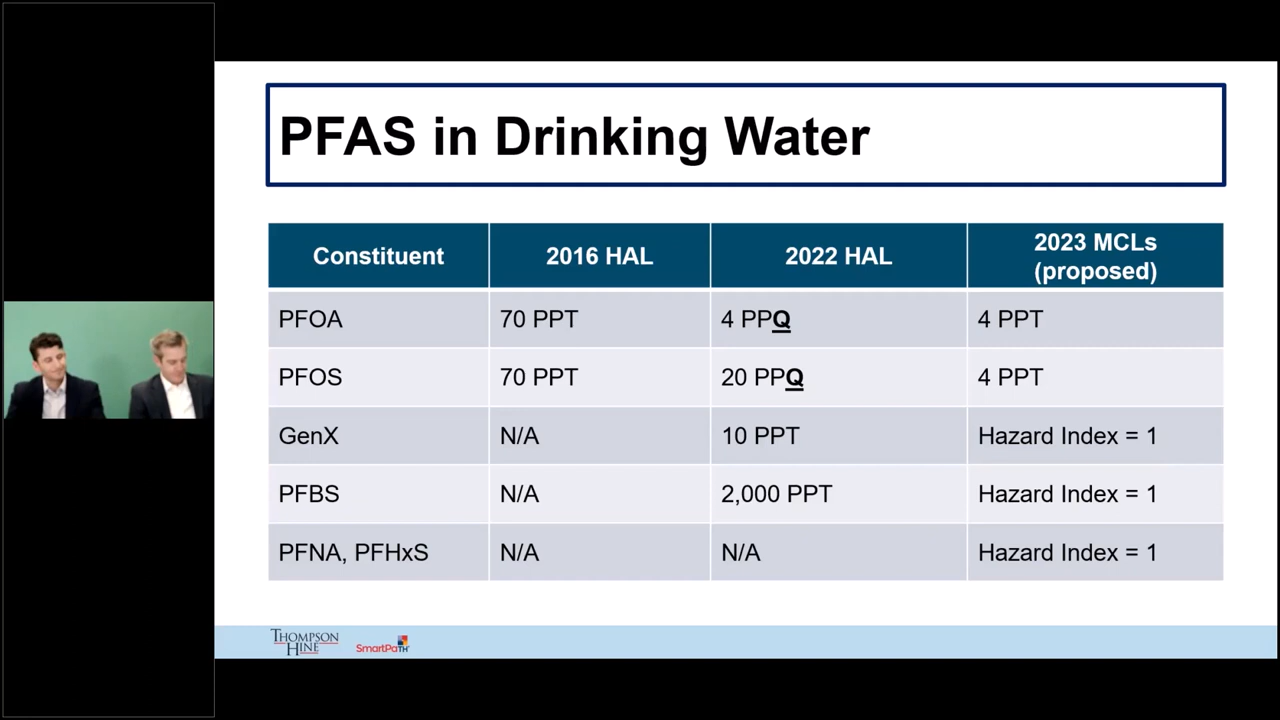 PFAS in Drinking Water
Constituent 2016 HAL 2022 HAL 2023 MCLs (proposed)
PFOA 70 PPT 4 PPQ 4 PPT
PFOS 70 PPT 20 PPQ 4 PPT
GenX N/A 10 PPT Hazard Index = 1
PFBS N/A 2,000 PPT Hazard Index = 1
PFNA, PFHxS N/A N/A Hazard Index = 1
THOMPSON HINE SmartPaTH